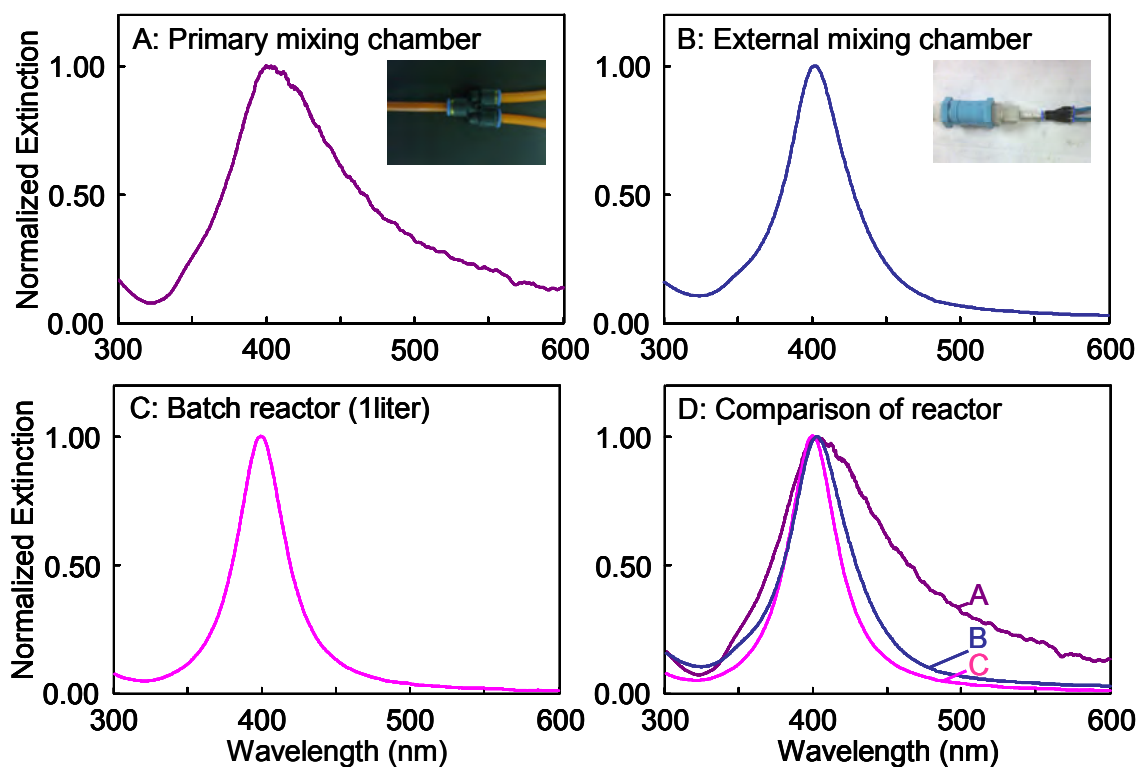 A: Primary mixing chamber
1.00
0.50
0.00
300
400
500
600
Normalized Extinction
B: External mixing chamber
1.00
0.50
0.00
300
400
500
600
C: Batch reactor (1liter)
1.00
0.50
0.00
300
400
500
600
Normalized Extinction
Wavelength (nm)
D: Comparison of reactor
1.00
0.50
0.00
A
B
C
300
400
500
600
Wavelength (nm)